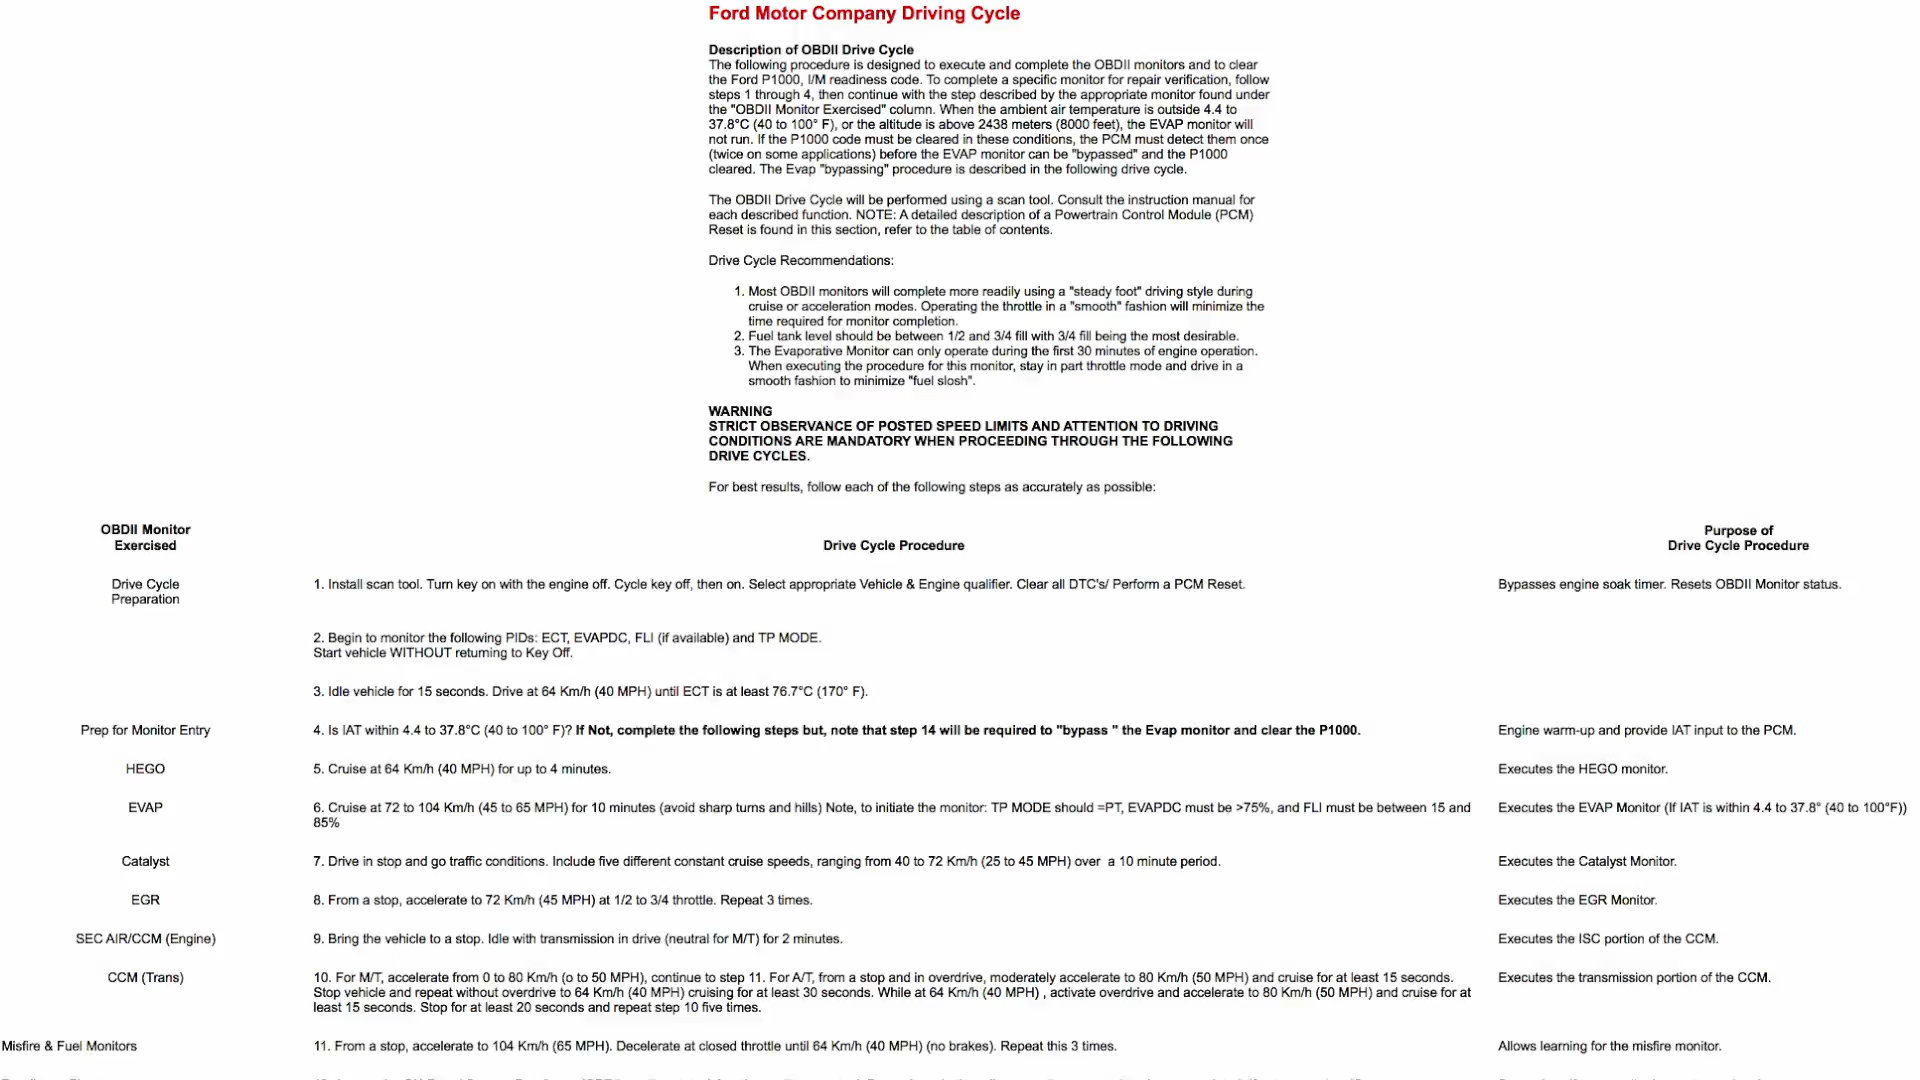 Ford Motor Company Driving Cycle
Description of OBDII Drive Cycle
The following procedure is designed to execute and complete the OBDII monitors and to clear
the Ford P1000, I/M readiness code. To complete a specific monitor for repair verification, follow
steps 1 through 4, then continue with the step described by the appropriate monitor found under
the "OBDII Monitor Exercised" column. When the ambient air temperature is outside 4.4 to
37.8°C (40 to 100° F), or the altitude is above 2438 meters (8000 feet), the EVAP monitor will
not run. If the P1000 code must be cleared in these conditions, the PCM must detect them once
(twice on some applications) before the EVAP monitor can be "bypassed" and the P1000
cleared. The Evap "bypassing" procedure is described in the following drive cycle.
The OBDII Drive Cycle will be performed using a scan tool. Consult the instruction manual for
each described function. NOTE: A detailed description of a Powertrain Control Module (PCM)
Reset is found in this section, refer to the table of contents.
Drive Cycle Recommendations:
1. Most OBDII monitors will complete more readily using a "steady foot" driving style during
cruise or acceleration modes. Operating the throttle in a "smooth" fashion will minimize the
time required for monitor completion.
2. Fuel tank level should be between 1/2 and 3/4 fill with 3/4 fill being the most desirable.
3. The Evaporative Monitor can only operate during the first 30 minutes of engine operation.
When executing the procedure for this monitor, stay in part throttle mode and drive in a
smooth fashion to minimize "fuel slosh".
WARNING
STRICT OBSERVANCE OF POSTED SPEED LIMITS AND ATTENTION TO DRIVING
CONDITIONS ARE MANDATORY WHEN PROCEEDING THROUGH THE FOLLOWING
DRIVE CYCLES.
For best results, follow each of the following steps as accurately as possible:
OBDII Monitor
Exercised
Drive Cycle Procedure
Purpose of
Drive Cycle Procedure
Drive Cycle
Preparation
1. Install scan tool. Turn key on with the engine off. Cycle key off, then on. Select appropriate Vehicle & Engine qualifier. Clear all DTC's/ Perform a PCM Reset.
Bypasses engine soak timer. Resets OBDII Monitor status.
2. Begin to monitor the following PIDs: ECT, EVAPDC, FLI (if available) and TP MODE.
Start vehicle WITHOUT returning to Key Off.
3. Idle vehicle for 15 seconds. Drive at 64 Km/h (40 MPH) until ECT is at least 76.7°C (170° F).
Prep for Monitor Entry
4. Is IAT within 4.4 to 37.8°C (40 to 100° F)? If Not, complete the following steps but, note that step 14 will be required to "bypass " the Evap monitor and clear the P1000.
Engine warm-up and provide IAT input to the PCM.
HEGO
5. Cruise at 64 Km/h (40 MPH) for up to 4 minutes.
Executes the HEGO monitor.
EVAP
6. Cruise at 72 to 104 Km/h (45 to 65 MPH) for 10 minutes (avoid sharp turns and hills) Note, to initiate the monitor: TP MODE should =PT, EVAPDC must be >75%, and FLI must be between 15 and
85%
Executes the EVAP Monitor (If IAT is within 4.4 to 37.8° (40 to 100°F))
Catalyst
7. Drive in stop and go traffic conditions. Include five different constant cruise speeds, ranging from 40 to 72 Km/h (25 to 45 MPH) over a 10 minute period.
Executes the Catalyst Monitor.
EGR
8. From a stop, accelerate to 72 Km/h (45 MPH) at 1/2 to 3/4 throttle. Repeat 3 times.
Executes the EGR Monitor.
SEC AIR/CCM (Engine)
9. Bring the vehicle to a stop. Idle with transmission in drive (neutral for M/T) for 2 minutes.
Executes the ISC portion of the CCM.
CCM (Trans)
10. For M/T, accelerate from 0 to 80 Km/h (o to 50 MPH), continue to step 11. For A/T, from a stop and in overdrive, moderately accelerate to 80 Km/h (50 MPH) and cruise for at least 15 seconds.
Stop vehicle and repeat without overdrive to 64 Km/h (40 MPH) cruising for at least 30 seconds. While at 64 Km/h (40 MPH) , activate overdrive and accelerate to 80 Km/h (50 MPH) and cruise for at
least 15 seconds. Stop for at least 20 seconds and repeat step 10 five times.
Executes the transmission portion of the CCM.
Misfire & Fuel Monitors
11. From a stop, accelerate to 104 Km/h (65 MPH). Decelerate at closed throttle until 64 Km/h (40 MPH) (no brakes). Repeat this 3 times.
Allows learning for the misfire monitor.